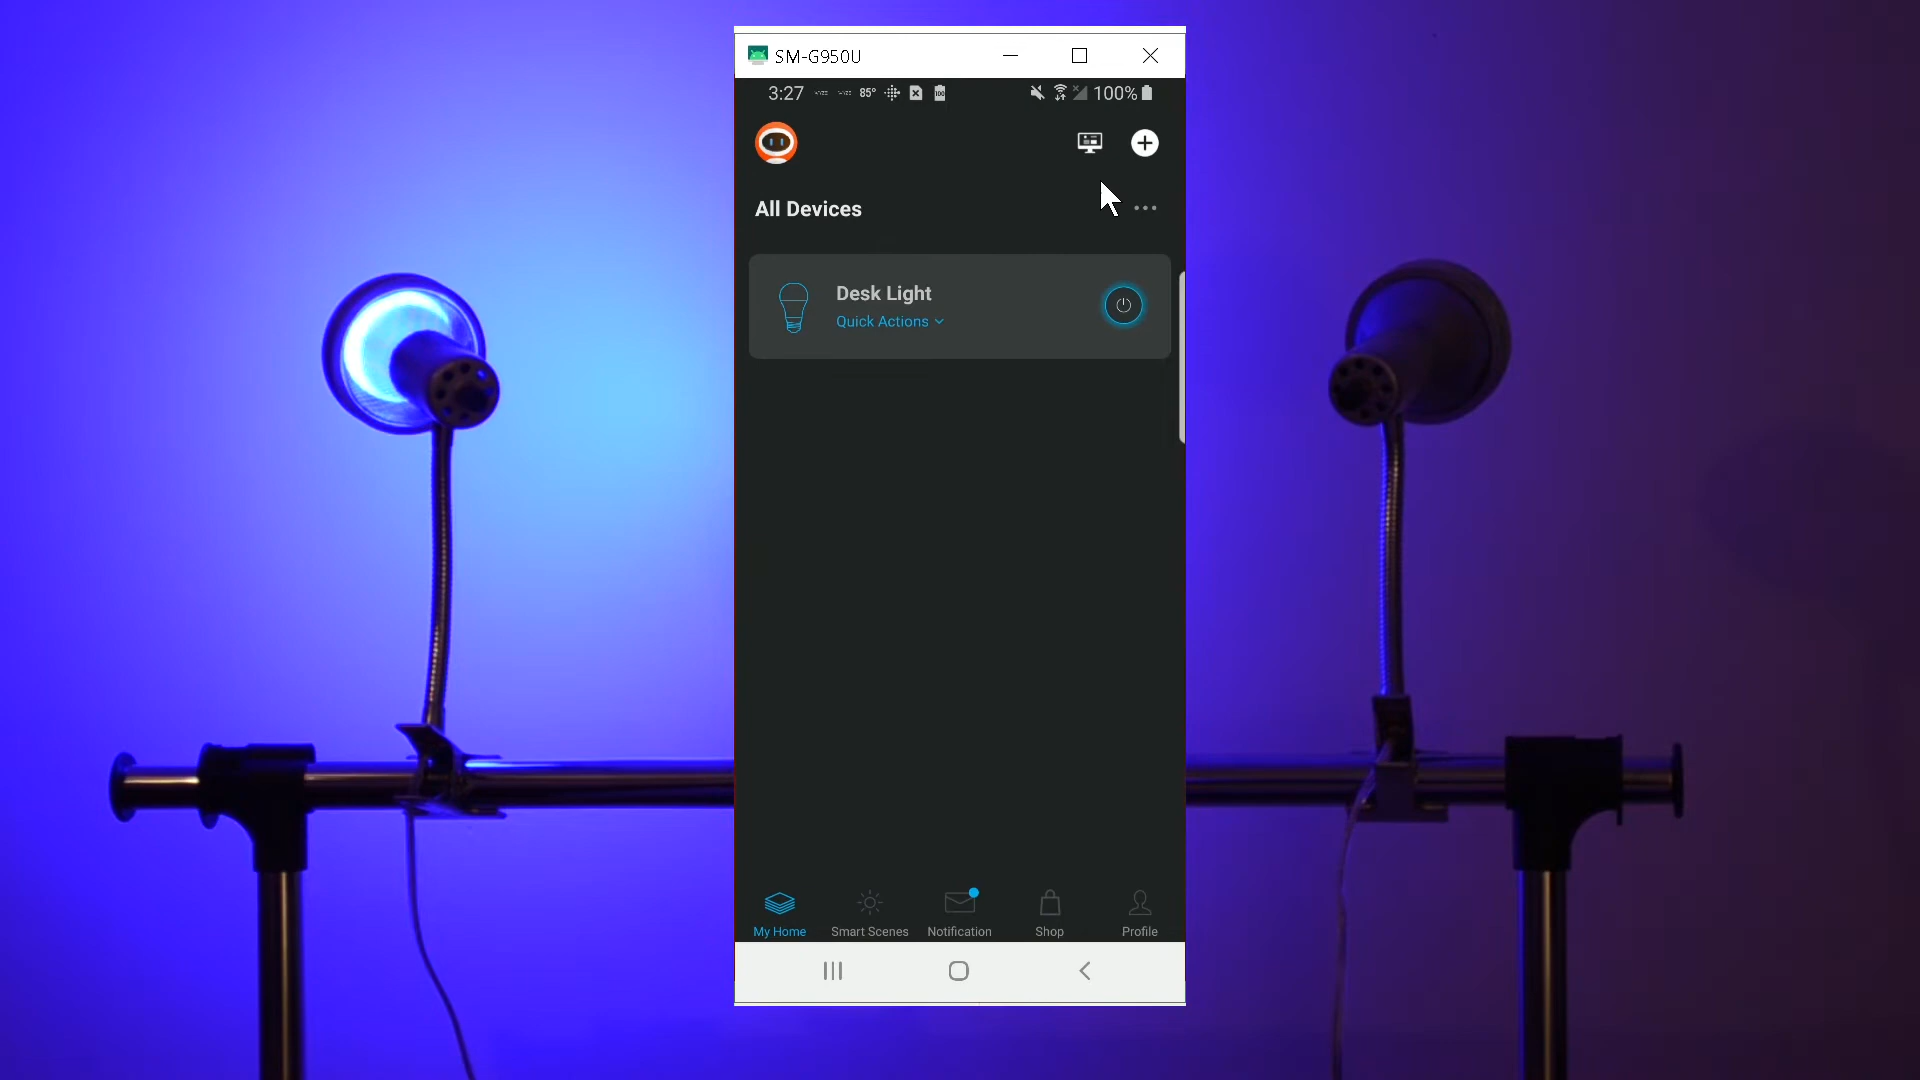 SM-G950U
3:27
85°
100
100%
All Devices
Desk Light
Quick Actions
My Home
Smart Scenes
Notification
Shop
Profile